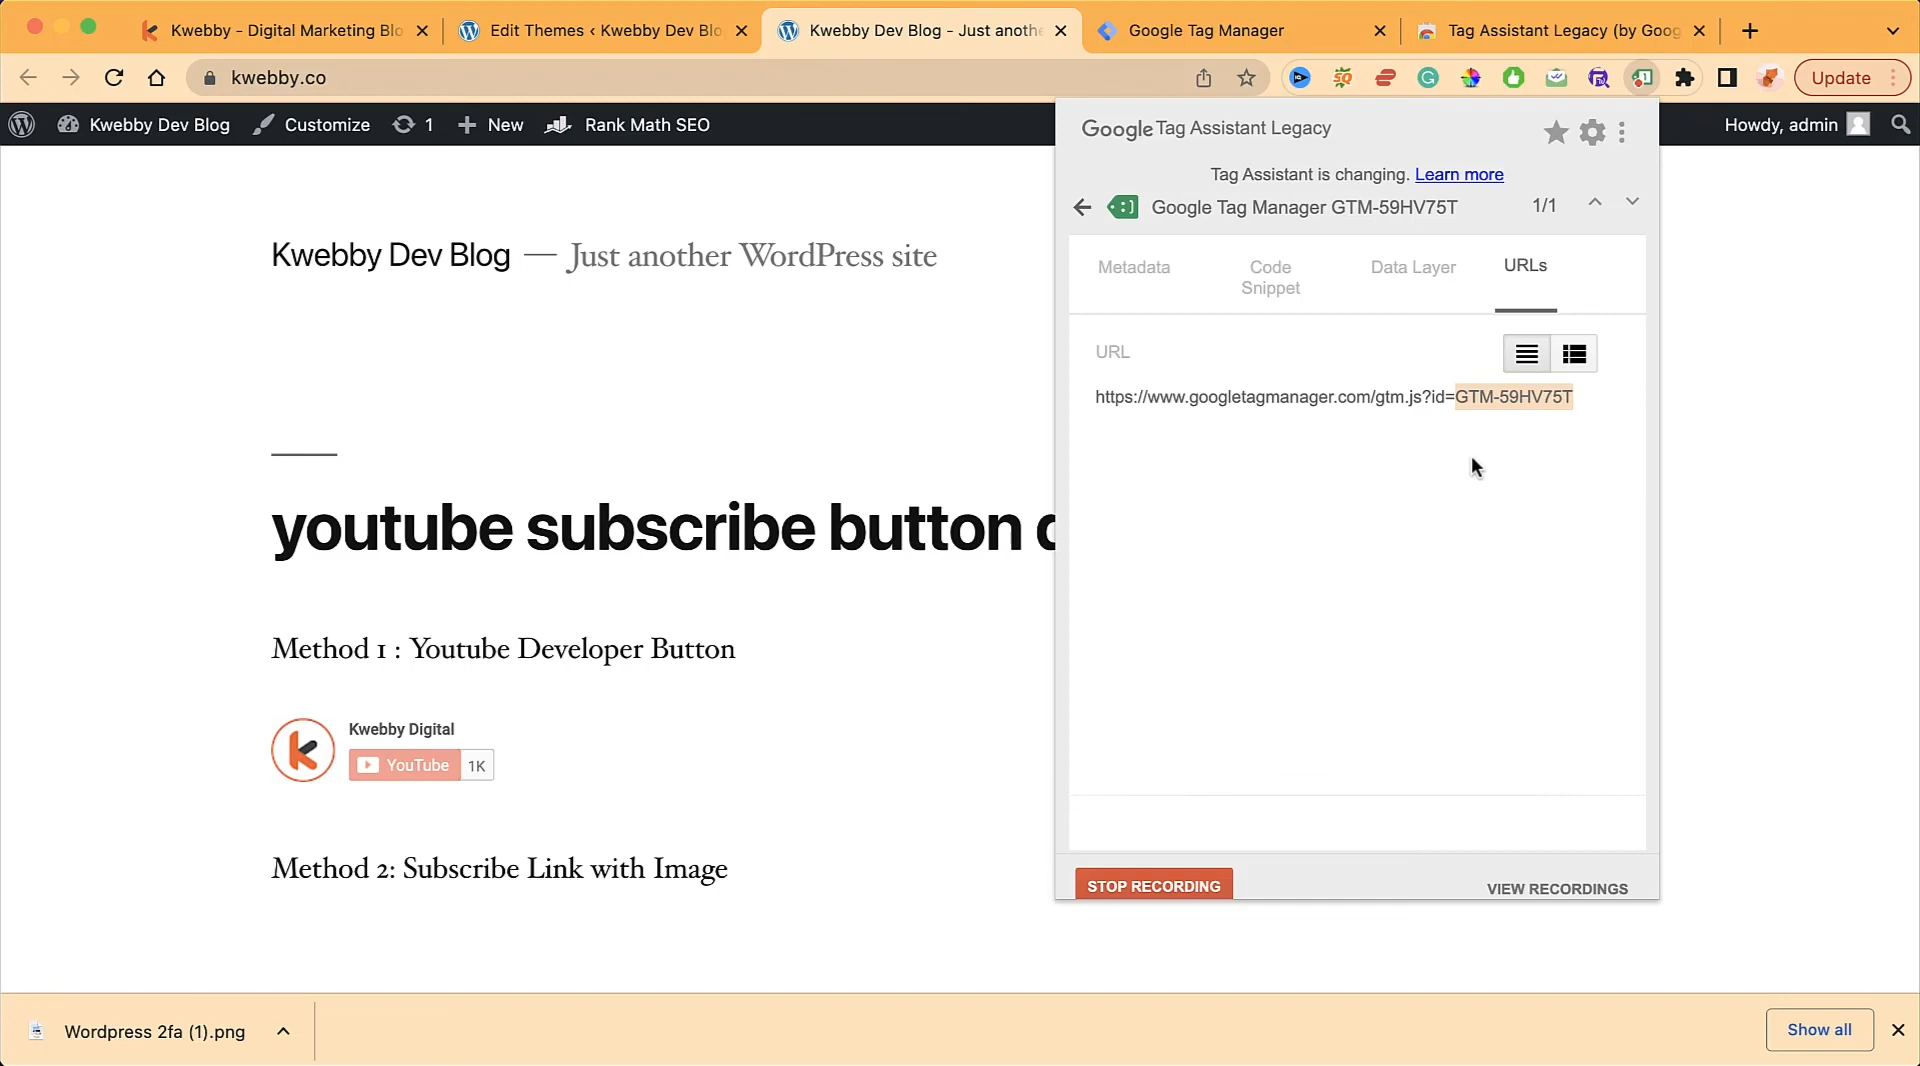 Kwebby - Digital Marketing Blo
Edit Themes ‹ Kwebby Dev Blo
Kwebby Dev Blog - Just anothe
Google Tag Manager
Tag Assistant Legacy (by Goog
kwebby.co
Update
Kwebby Dev Blog
Customize
1
New
Rank Math SEO
Howdy, admin
Google Tag Assistant Legacy
Tag Assistant is changing. Learn more
Google Tag Manager GTM-59HV75T
1/1
Metadata
Code
Snippet
Data Layer
URLs
URL
https://www.googletagmanager.com/gtm.js?id=GTM-59HV75T
STOP RECORDING
VIEW RECORDINGS
Kwebby Dev Blog — Just another WordPress site
youtube subscribe button
Method 1 : Youtube Developer Button
Kwebby Digital
YouTube
1K
Method 2: Subscribe Link with Image
Wordpress 2fa (1).png
Show all